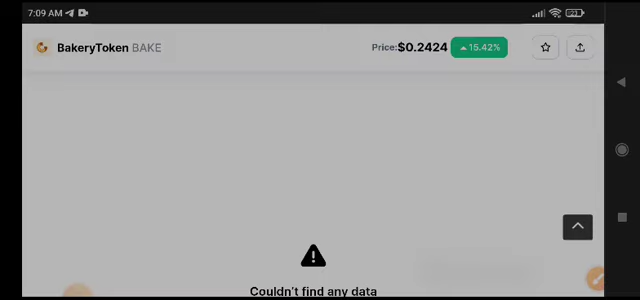 7:09 AM
BakeryToken BAKE Price:$0.2424 15.42%
Couldn't find any data